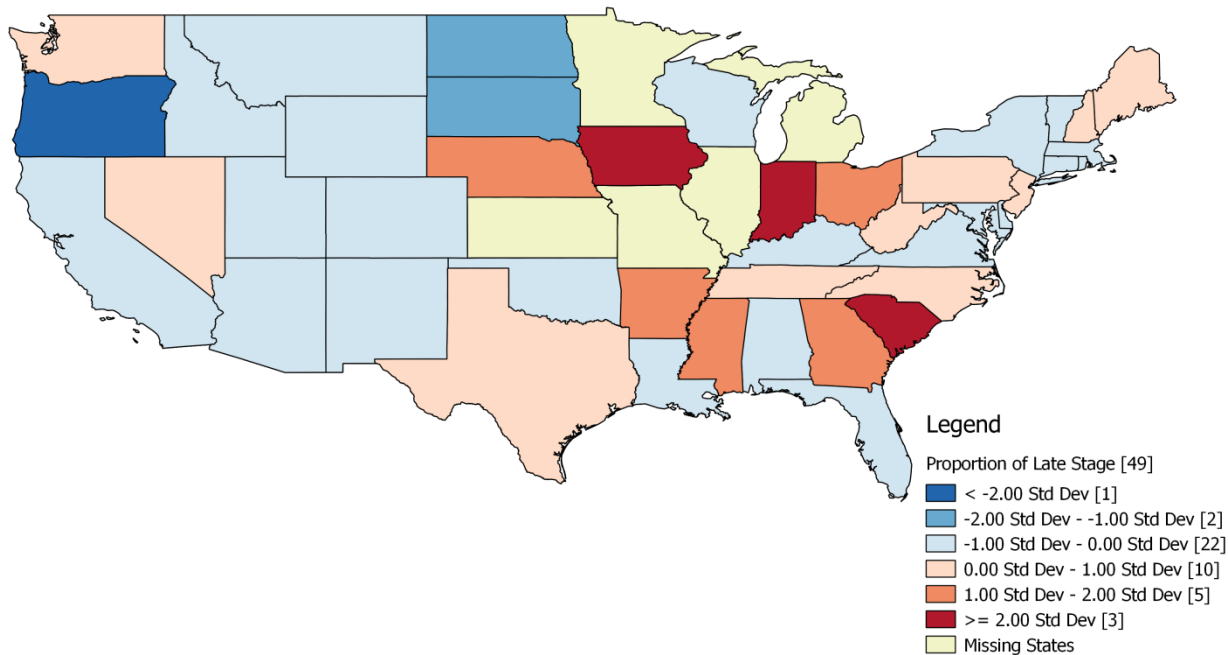 Legend
Proportion of Late Stage [49]
< -2.00 Std Dev [1]
-2.00 Std Dev - -1.00 Std Dev [2]
-1.00 Std Dev - 0.00 Std Dev [22]
0.00 Std Dev - 1.00 Std Dev [10]
1.00 Std Dev - 2.00 Std Dev [5]
>= 2.00 Std Dev [3]
Missing States